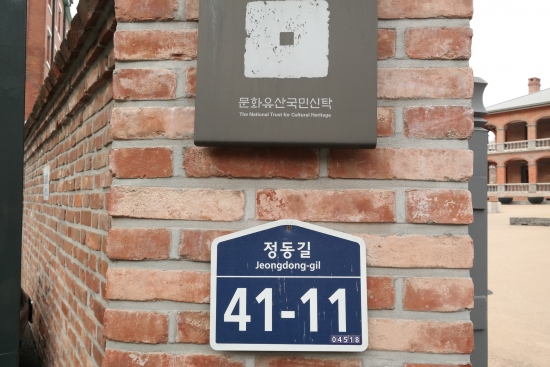 문화유산국민신탁
The National Trust for Cultural Heritage
정동길
Jeongdong-gil
41-11
04518